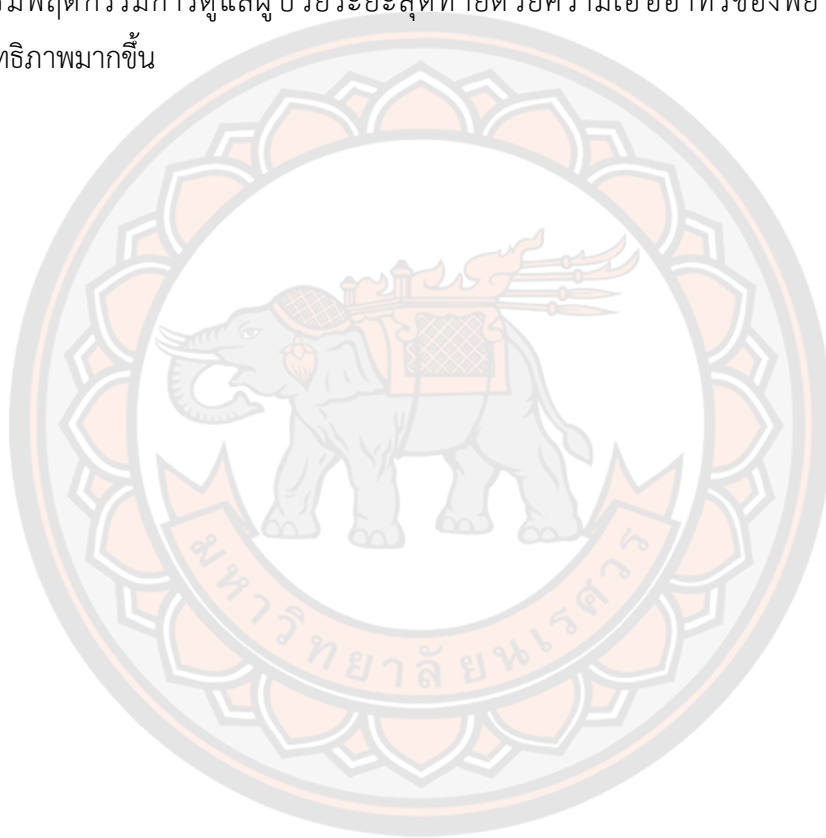 รมพฤติกรรมการดูแลผู้ป่วยระยะสุดท้ายด้วยความเอื้ออาทรของพย
ทธิภาพมากขึ้น
มหาวิทยาลัยนเรศวร